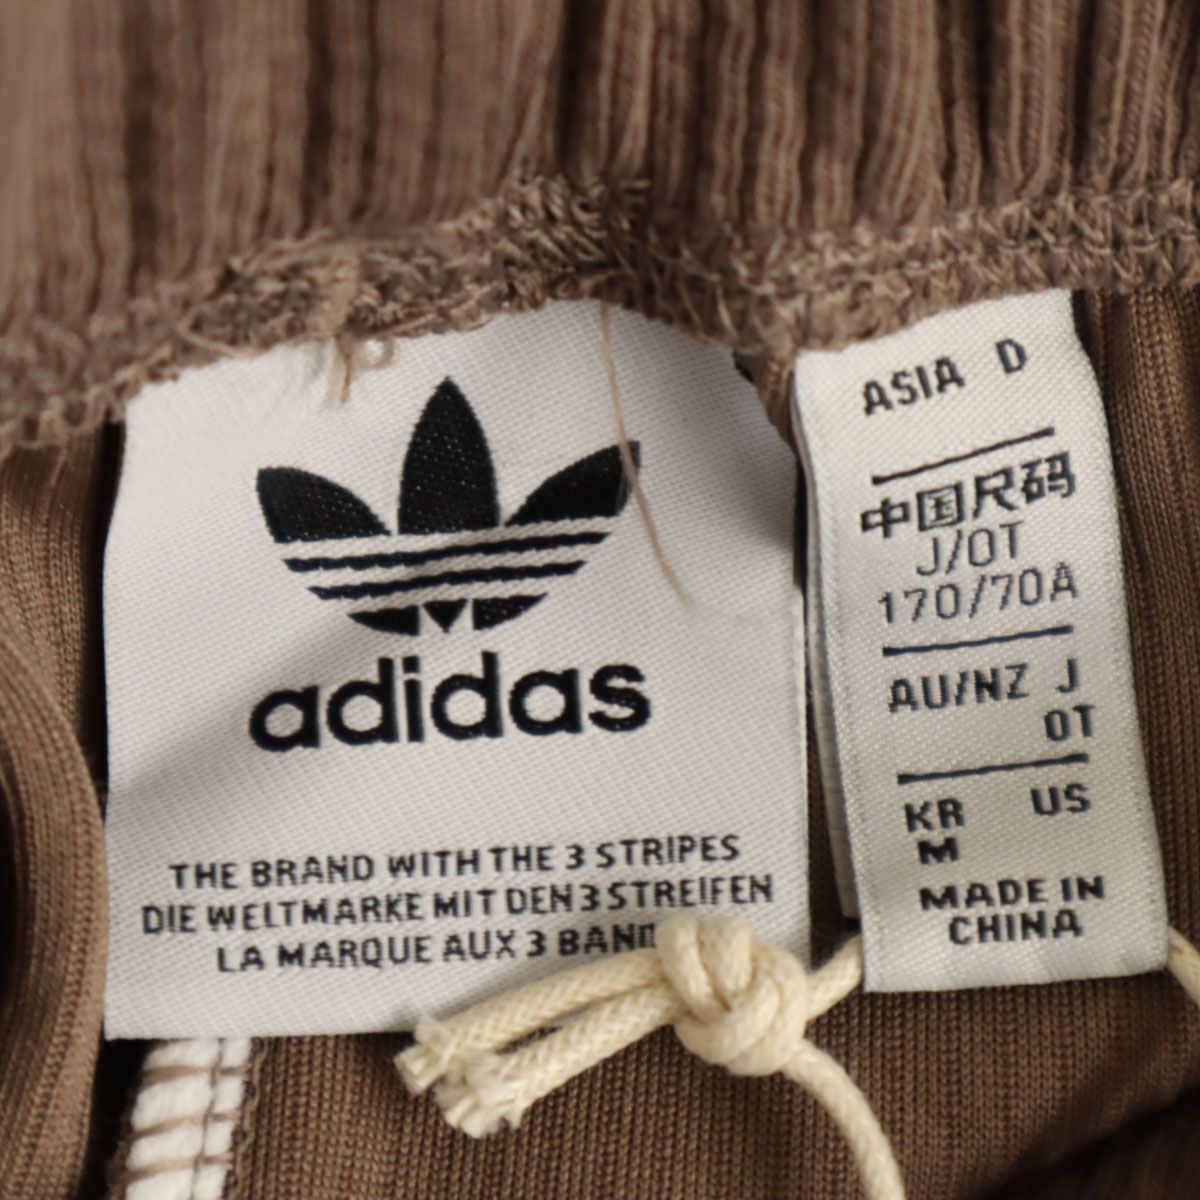 adidas
THE BRAND WITH THE 3 STRIPES
DIE WELTMARKE MIT DEN 3 STREIFEN
LA MARQUE AUX 3
ASIA D
中国尺码
J/OT
170/70A
AU/NZ J
OT
KR US
M
MADE IN
CHINA